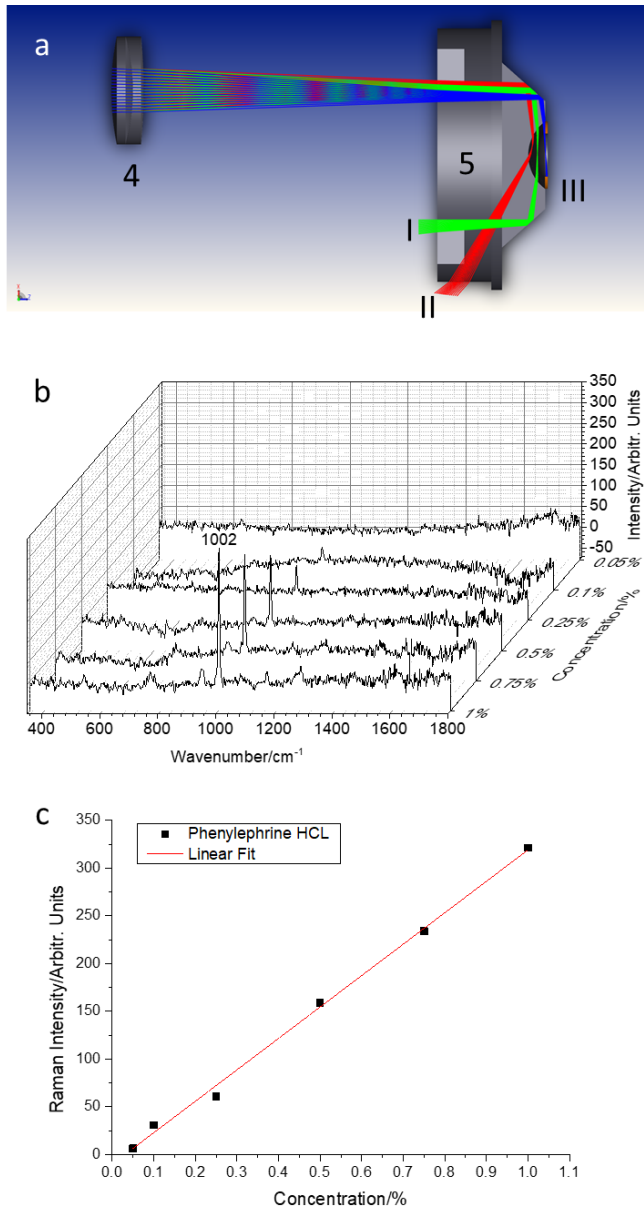 a
4
5
I
II
III
b
350
300
250
200
150
100
50
0
-50
Intensity/Arbitr. Units
1002
0.05%
0.1%
0.25%
0.5%
0.75%
1%
Concentration/%
400 600 800 1000 1200 1400 1600 1800
Wavenumber/cm⁻¹
c
350
300
250
200
150
100
50
0
Raman Intensity/Arbitr. Units
Phenylephrine HCL
Linear Fit
0.0 0.1 0.2 0.3 0.4 0.5 0.6 0.7 0.8 0.9 1.0 1.1
Concentration/%